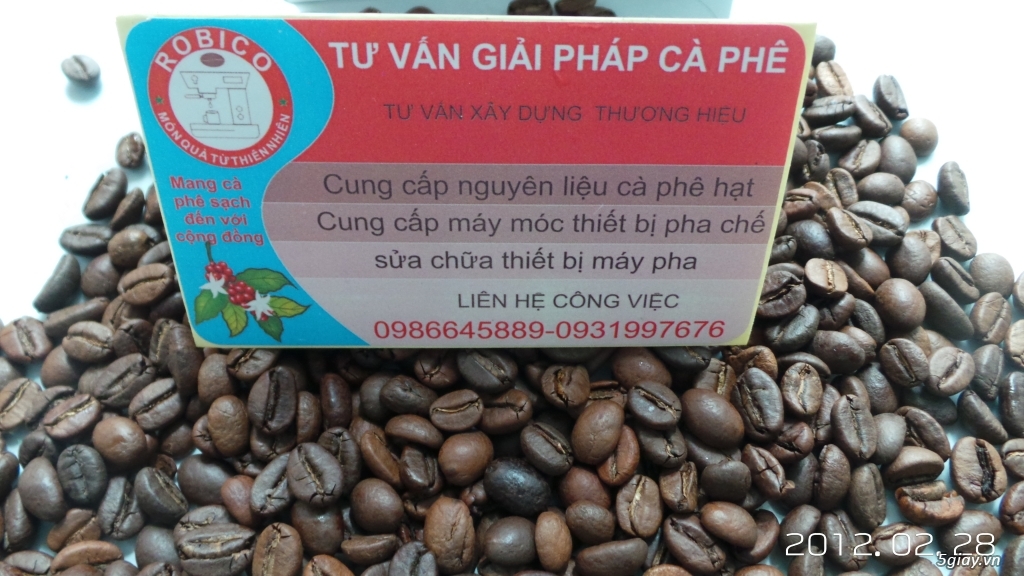 ROBICO
MÓN QUÀ TỪ THIÊN NHIÊN
Mang cà
phê sạch
đến với
cộng đồng
TƯ VẤN GIẢI PHÁP CÀ PHÊ
TƯ VẤN XÂY DỰNG THƯƠNG HIỆU
Cung cấp nguyên liệu cà phê hạt
Cung cấp máy móc thiết bị pha chế
sửa chữa thiết bị máy pha
LIÊN HỆ CÔNG VIỆC
0986645889-0931997676
2012.02.28
5giay.vn